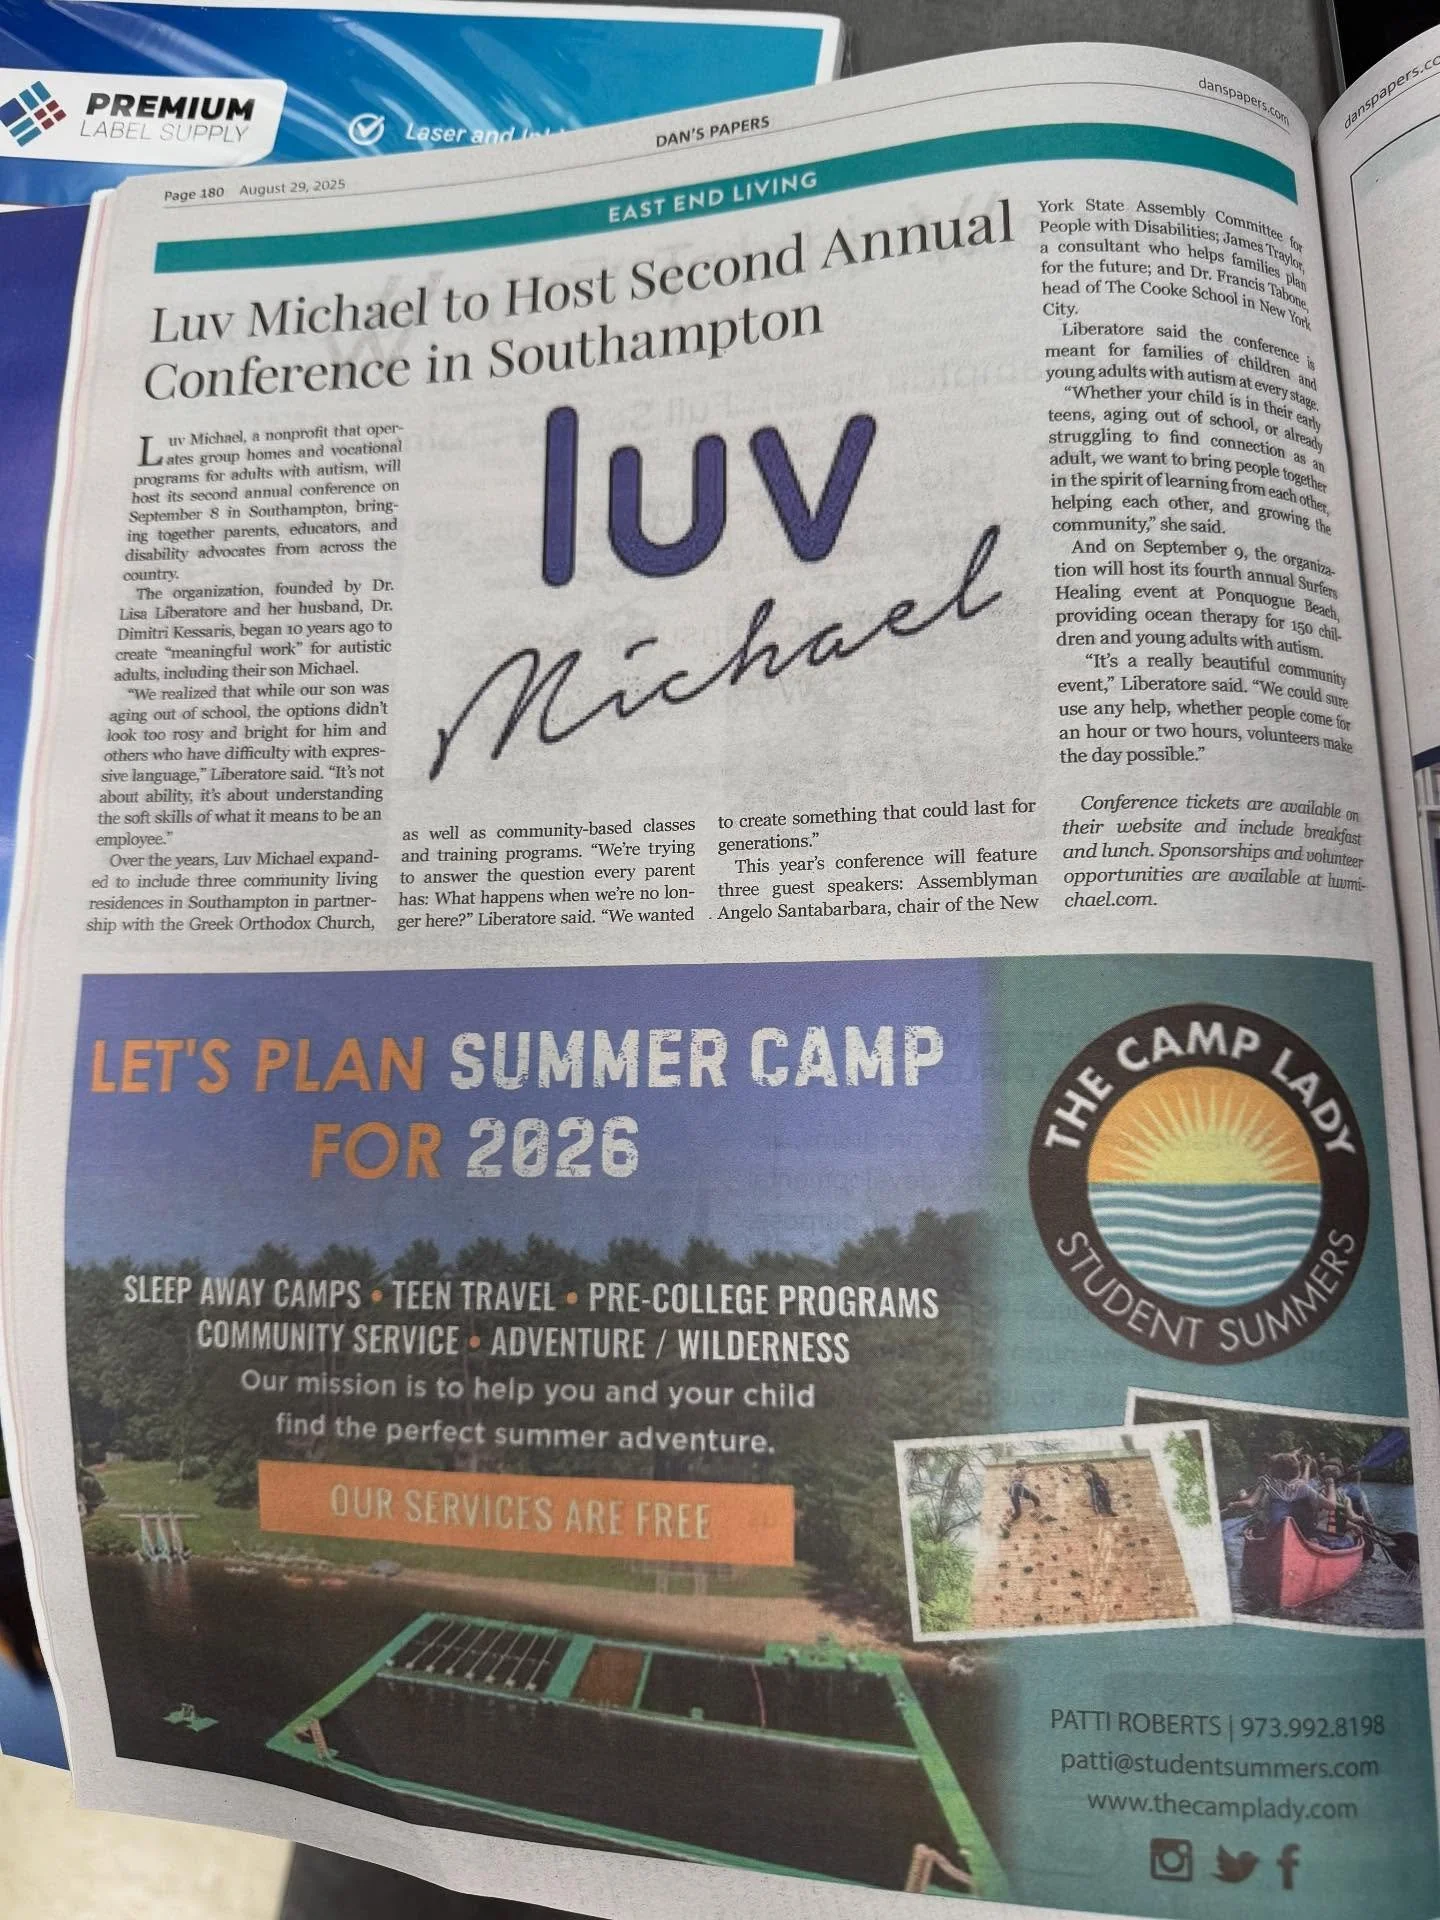 PREMIUM
LABEL SUPPLY
Laser and
danspapers.com
DAN'S PAPERS
Page 180 August 29, 2025
EAST END LIVING
Luv Michael to Host Second Annual
Conference in Southampton
Luv Michael, a nonprofit that oper-
ates group homes and vocational
programs for adults with autism, will
host its second annual conference on
September 8 in Southampton, bring-
ing together parents, educators, and
disability advocates from across the
country.
The organization, founded by Dr.
Lisa Liberatore and her husband, Dr.
Dimitri Kessaris, began 10 years ago to
create "meaningful work" for autistic
adults, including their son Michael.
"We realized that while our son was
aging out of school, the options didn't
look too rosy and bright for him and
others who have difficulty with expres-
sive language," Liberatore said. "It's not
about ability, it's about understanding
the soft skills of what it means to be an
employee."
Over the years, Luv Michael expand-
ed to include three community living
residences in Southampton in partner-
ship with the Greek Orthodox Church,
luv
Michael
as well as community-based classes
and training programs. "We're trying
to answer the question every parent
has: What happens when we're no lon-
ger here?" Liberatore said. "We wanted
to create something that could last for
generations."
This year's conference will feature
three guest speakers: Assemblyman
Angelo Santabarbara, chair of the New
York State Assembly Committee for
People with Disabilities; James Traylor,
a consultant who helps families plan
for the future; and Dr. Francis Tabone,
head of The Cooke School in New York
City.
Liberatore said the conference is
meant for families of children and
young adults with autism at every stage.
"Whether your child is in their early
teens, aging out of school, or already
struggling to find connection as an
adult, we want to bring people together
in the spirit of learning from each other,
helping each other, and growing the
community," she said.
And on September 9, the organiza-
tion will host its fourth annual Surfers
Healing event at Ponquogue Beach,
providing ocean therapy for 150 chil-
dren and young adults with autism.
"It's a really beautiful community
event," Liberatore said. "We could sure
use any help, whether people come for
an hour or two hours, volunteers make
the day possible."
Conference tickets are available on
their website and include breakfast
and lunch. Sponsorships and volunteer
opportunities are available at luvmi-
chael.com.
LET'S PLAN SUMMER CAMP
FOR 2026
SLEEP AWAY CAMPS • TEEN TRAVEL • PRE-COLLEGE PROGRAMS
COMMUNITY SERVICE • ADVENTURE / WILDERNESS
Our mission is to help you and your child
find the perfect summer adventure.
OUR SERVICES ARE FREE
THE CAMP LADY
STUDENT SUMMERS
PATTI ROBERTS | 973.992.8198
patti@studentsummers.com
www.thecamplady.com